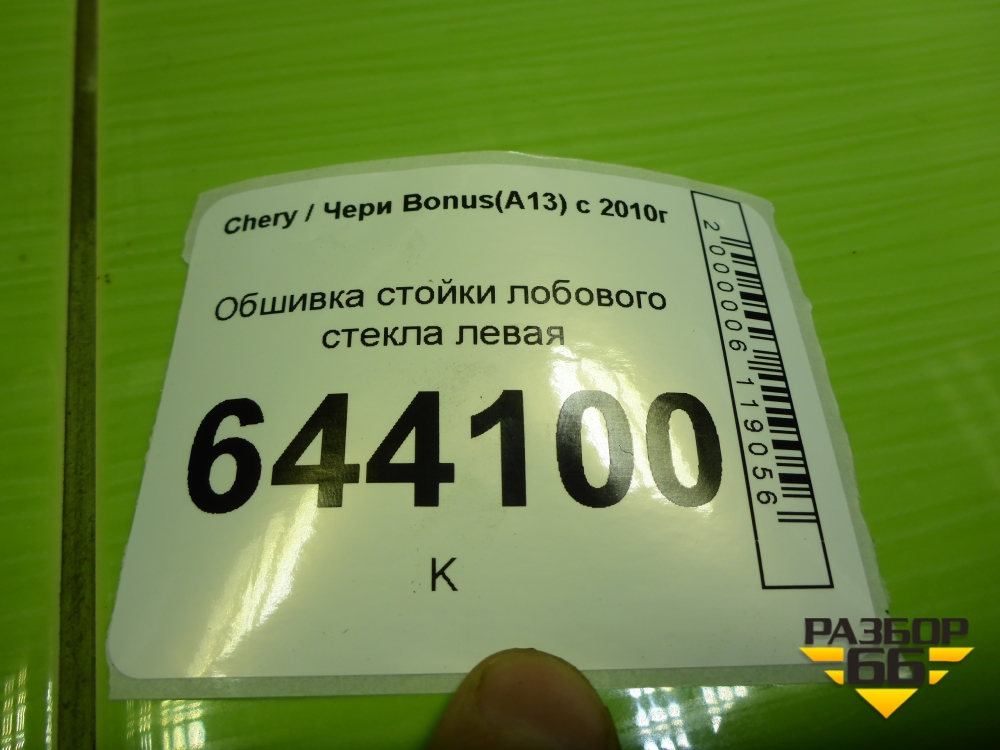 Chery / Чери Bonus(A13) с 2010г
Обшивка стойки лобового
стекла левая
644100
К
2000006119056
РАЗБОР
66